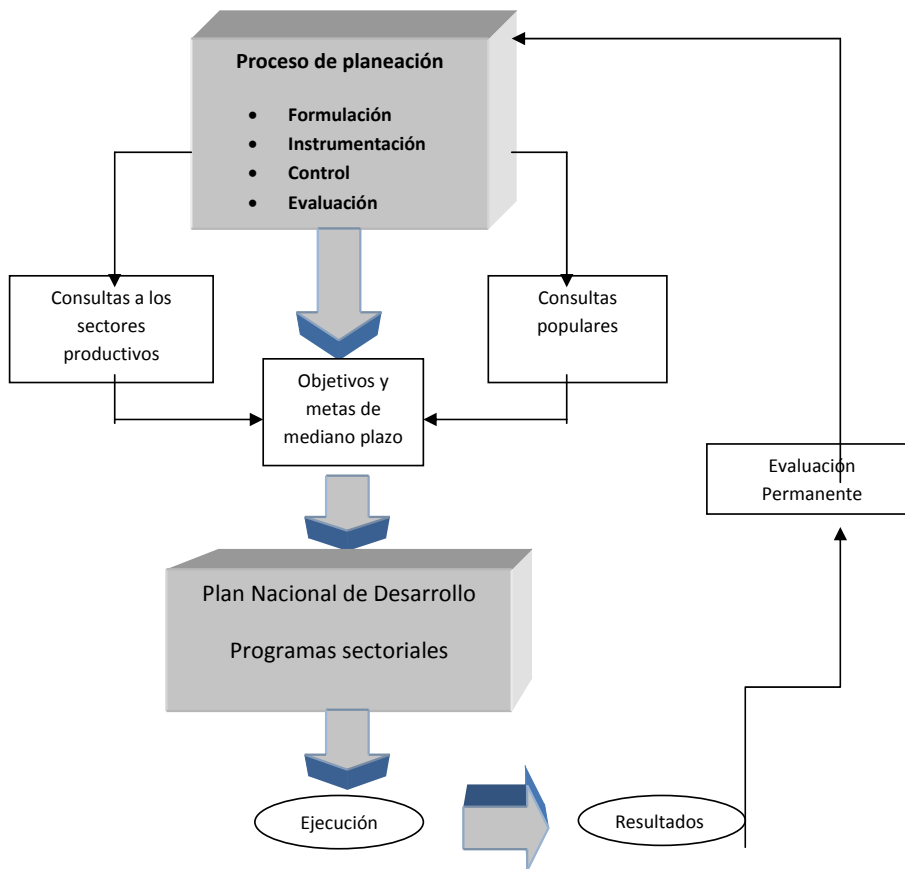 Proceso de planeación
• Formulación
• Instrumentación
• Control
• Evaluación
Consultas a los
sectores
productivos
Consultas
populares
Objetivos y
metas de
mediano plazo
Evaluación
Permanente
Plan Nacional de Desarrollo
Programas sectoriales
Ejecución
Resultados